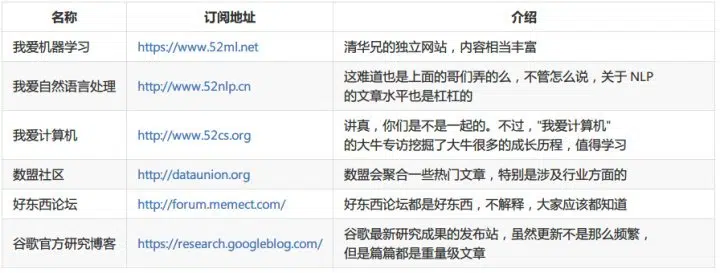 名称 订阅地址 介绍
我爱机器学习 https://www.52ml.net 清华兄的独立网站，内容相当丰富
我爱自然语言处理 http://www.52nlp.cn 这难道也是上面的哥们弄的么，不管怎么说，关于 NLP
的文章水平也是杠杠的
我爱计算机 http://www.52cs.org 讲真，你们是不是一起的。不过，"我爱计算机"
的大牛专访挖掘了大牛很多的成长历程，值得学习
数盟社区 http://dataunion.org 数盟会聚合一些热门文章，特别是涉及行业方面的
好东西论坛 http://forum.memect.com/ 好东西论坛都是好东西，不解释，大家应该都知道
谷歌官方研究博客 https://research.googleblog.com/ 谷歌最新研究成果的发布站，虽然更新不是那么频繁，
但是篇篇都是重量级文章